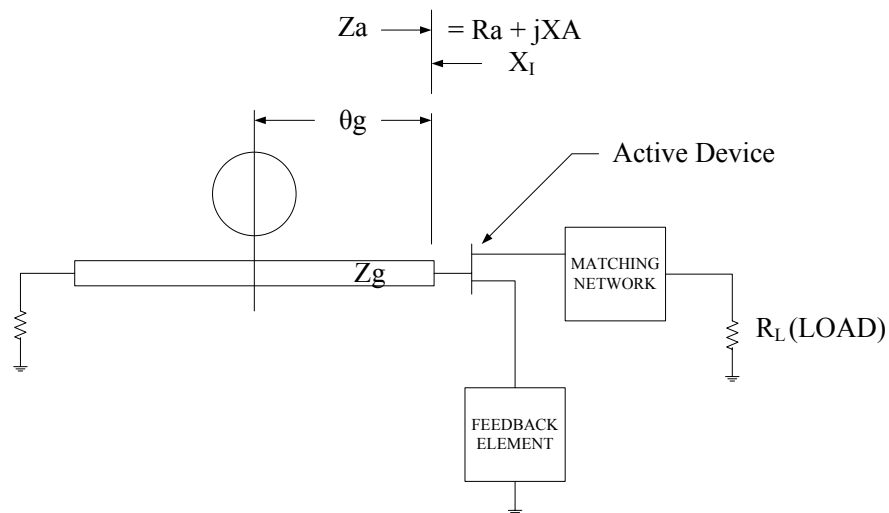 Za = Ra + jXA
X_I
θg
Active Device
Zg
MATCHING
NETWORK
R_L (LOAD)
FEEDBACK
ELEMENT